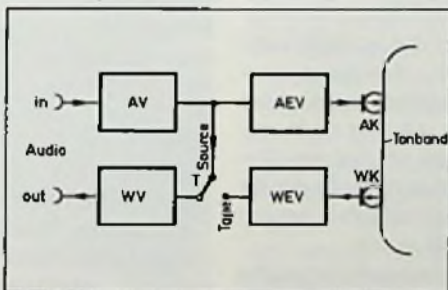 in
AV
AEV
AK
Audio
Source
T
Tonband
out
WV
Tape
WEV
WK